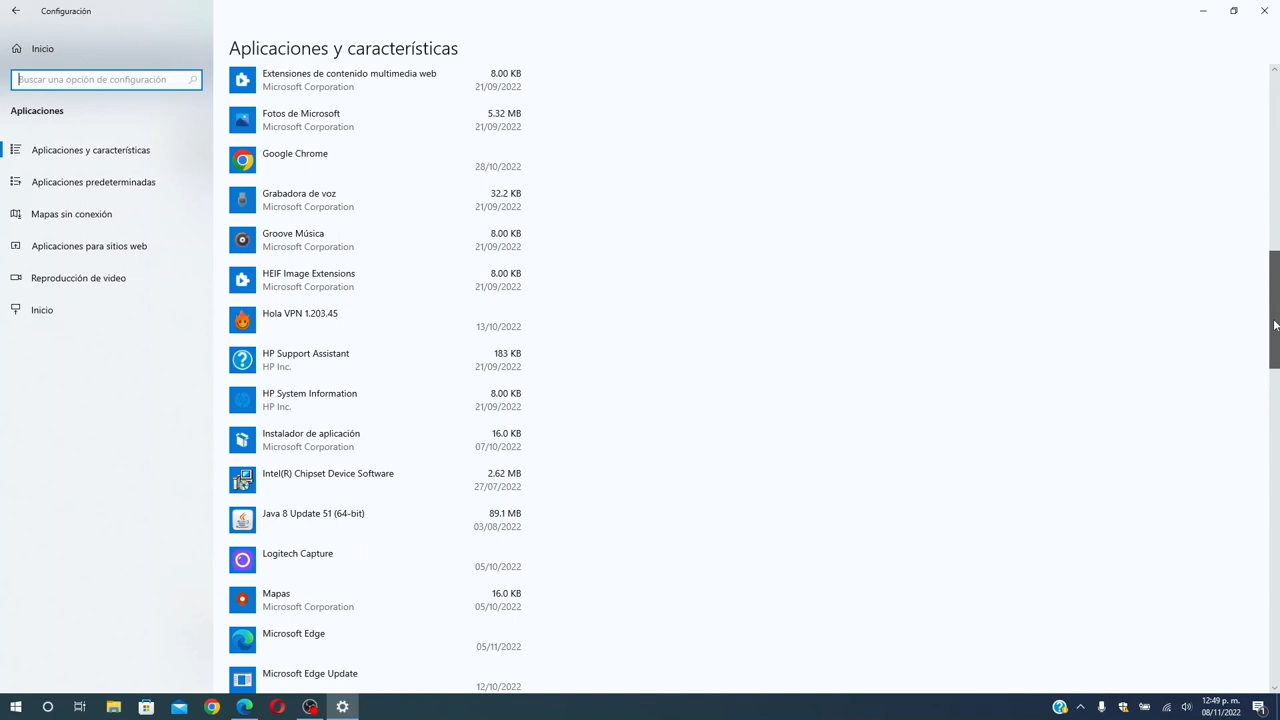 Configuración
Inicio
Buscar una opción de configuración
Aplicaciones
Aplicaciones y características
Aplicaciones predeterminadas
Mapas sin conexión
Aplicaciones para sitios web
Reproducción de video
Inicio
Aplicaciones y características
Extensiones de contenido multimedia web 8.00 KB
Microsoft Corporation 21/09/2022
Fotos de Microsoft 5.32 MB
Microsoft Corporation 21/09/2022
Google Chrome
28/10/2022
Grabadora de voz 32.2 KB
Microsoft Corporation 21/09/2022
Groove Música 8.00 KB
Microsoft Corporation 21/09/2022
HEIF Image Extensions 8.00 KB
Microsoft Corporation 21/09/2022
Hola VPN 1.203.45
13/10/2022
HP Support Assistant 183 KB
HP Inc. 21/09/2022
HP System Information 8.00 KB
HP Inc. 21/09/2022
Instalador de aplicación 16.0 KB
Microsoft Corporation 07/10/2022
Intel(R) Chipset Device Software 2.62 MB
27/07/2022
Java 8 Update 51 (64-bit) 89.1 MB
03/08/2022
Logitech Capture
05/10/2022
Mapas 16.0 KB
Microsoft Corporation 05/10/2022
Microsoft Edge
05/11/2022
Microsoft Edge Update
12/10/2022
12:49 p. m.
08/11/2022
1